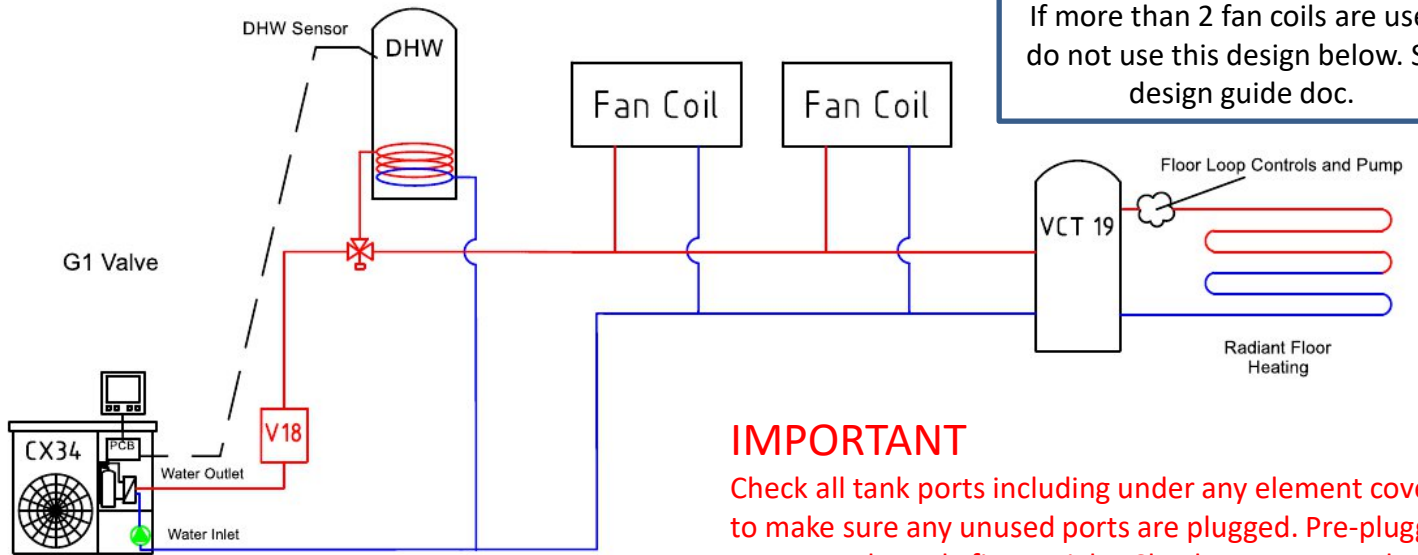 If more than 2 fan coils are use
do not use this design below. S
design guide doc.
DHW Sensor
DHW
Fan Coil
Fan Coil
Floor Loop Controls and Pump
VCT 19
G1 Valve
Radiant Floor
Heating
V18
CX34
PCB
Water Outlet
Water Inlet
IMPORTANT
Check all tank ports including under any element cove
to make sure any unused ports are plugged. Pre-plugg